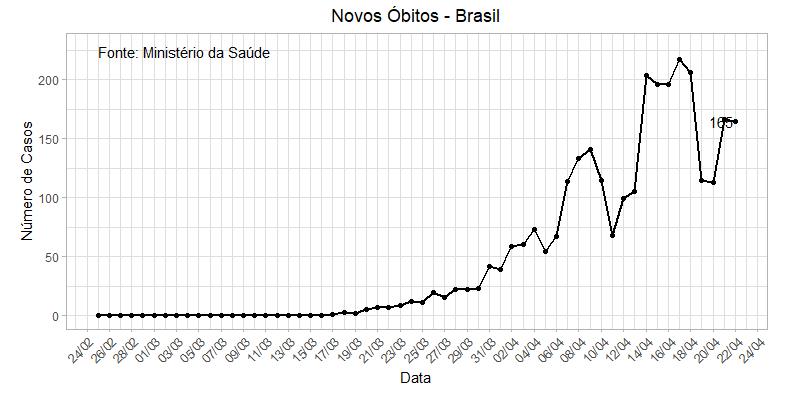 Novos Óbitos - Brasil
Fonte: Ministério da Saúde
200
150
100
50
0
Número de Casos
165
24/02 26/02 28/02 01/03 03/03 05/03 07/03 09/03 11/03 13/03 15/03 17/03 19/03 21/03 23/03 25/03 27/03 29/03 31/03 02/04 04/04 06/04 08/04 10/04 12/04 14/04 16/04 18/04 20/04 22/04 24/04
Data